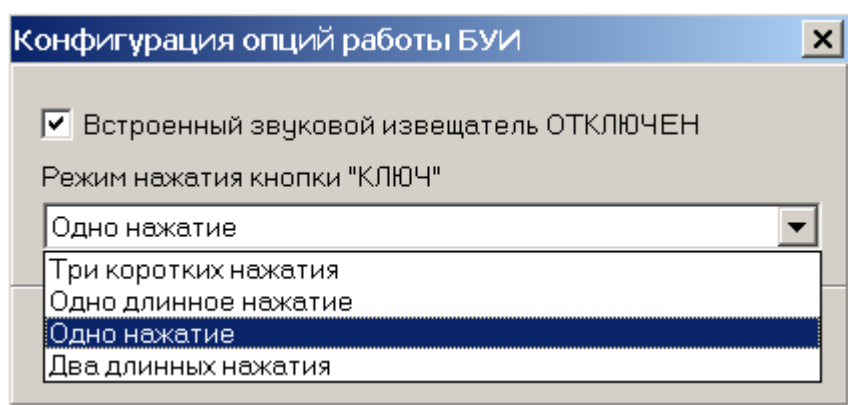 Конфигурация опций работы БУИ
Встроенный звуковой извещатель ОТКЛЮЧЕН
Режим нажатия кнопки "КЛЮЧ"
Одно нажатие
Три коротких нажатия
Одно длинное нажатие
Одно нажатие
Два длинных нажатия